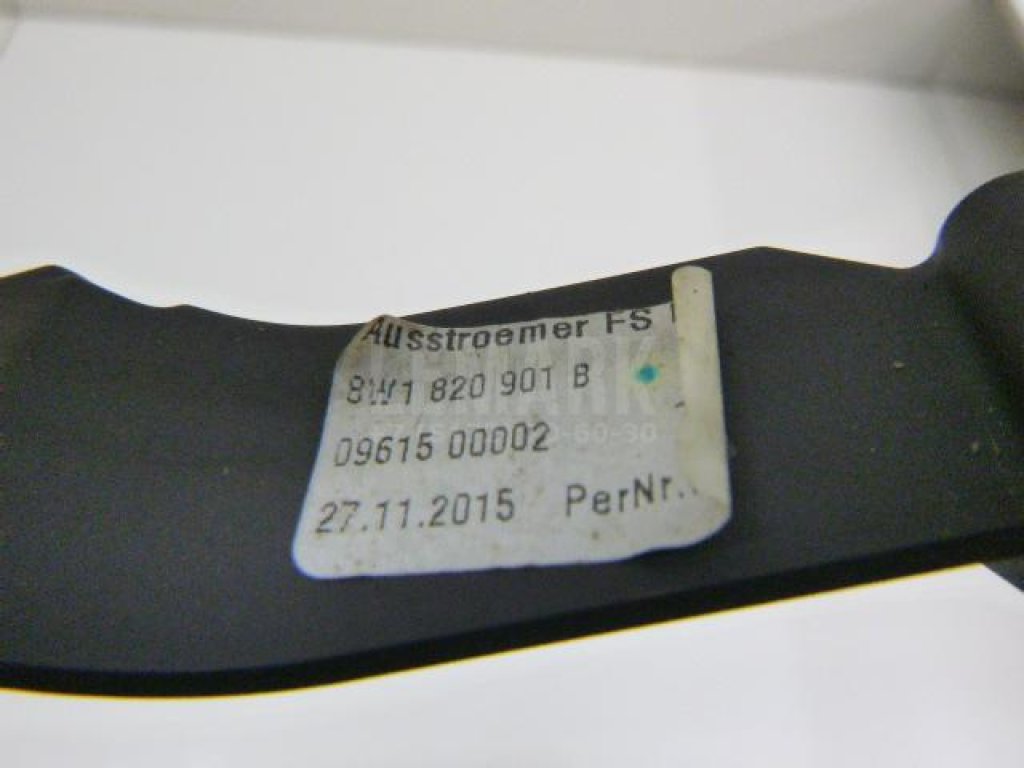 Ausstroemer FS
8W1 820 901 B
09615 00002
27.11.2015 PerNr.: